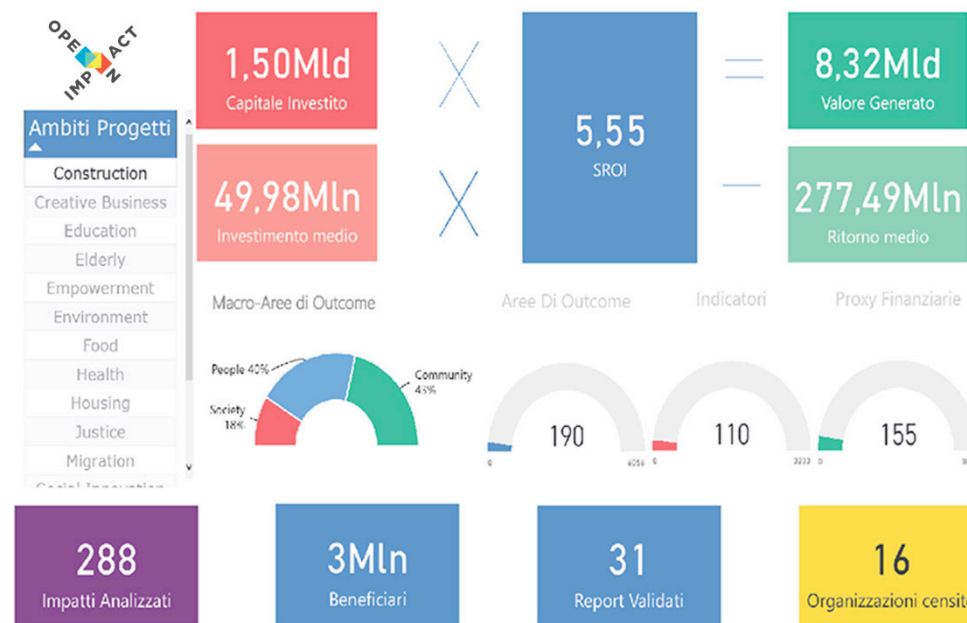 OPEN IMPACT
1,50Mld
Capitale Investito
5,55
SROI
8,32Mld
Valore Generato
Ambiti Progetti
Construction
Creative Business
Education
Elderly
Empowerment
Environment
Food
Health
Housing
Justice
Migration
49,98Mln
Investimento medio
277,49Mln
Ritorno medio
Macro-Aree di Outcome
People 40%
Community
43%
Society
18%
Aree Di Outcome
190
0
6056
Indicatori
110
0
3233
Proxy Finanziarie
155
0
288
Impatti Analizzati
3Mln
Beneficiari
31
Report Validati
16
Organizzazioni censite